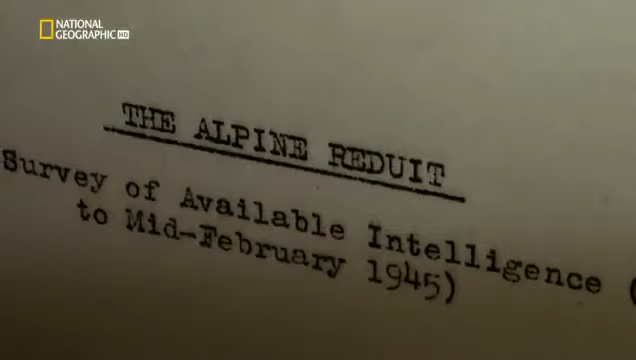 NATIONAL
GEOGRAPHIC HD
THE ALPINE REDUIT
Survey of Available Intelligence (
to Mid-February 1945)